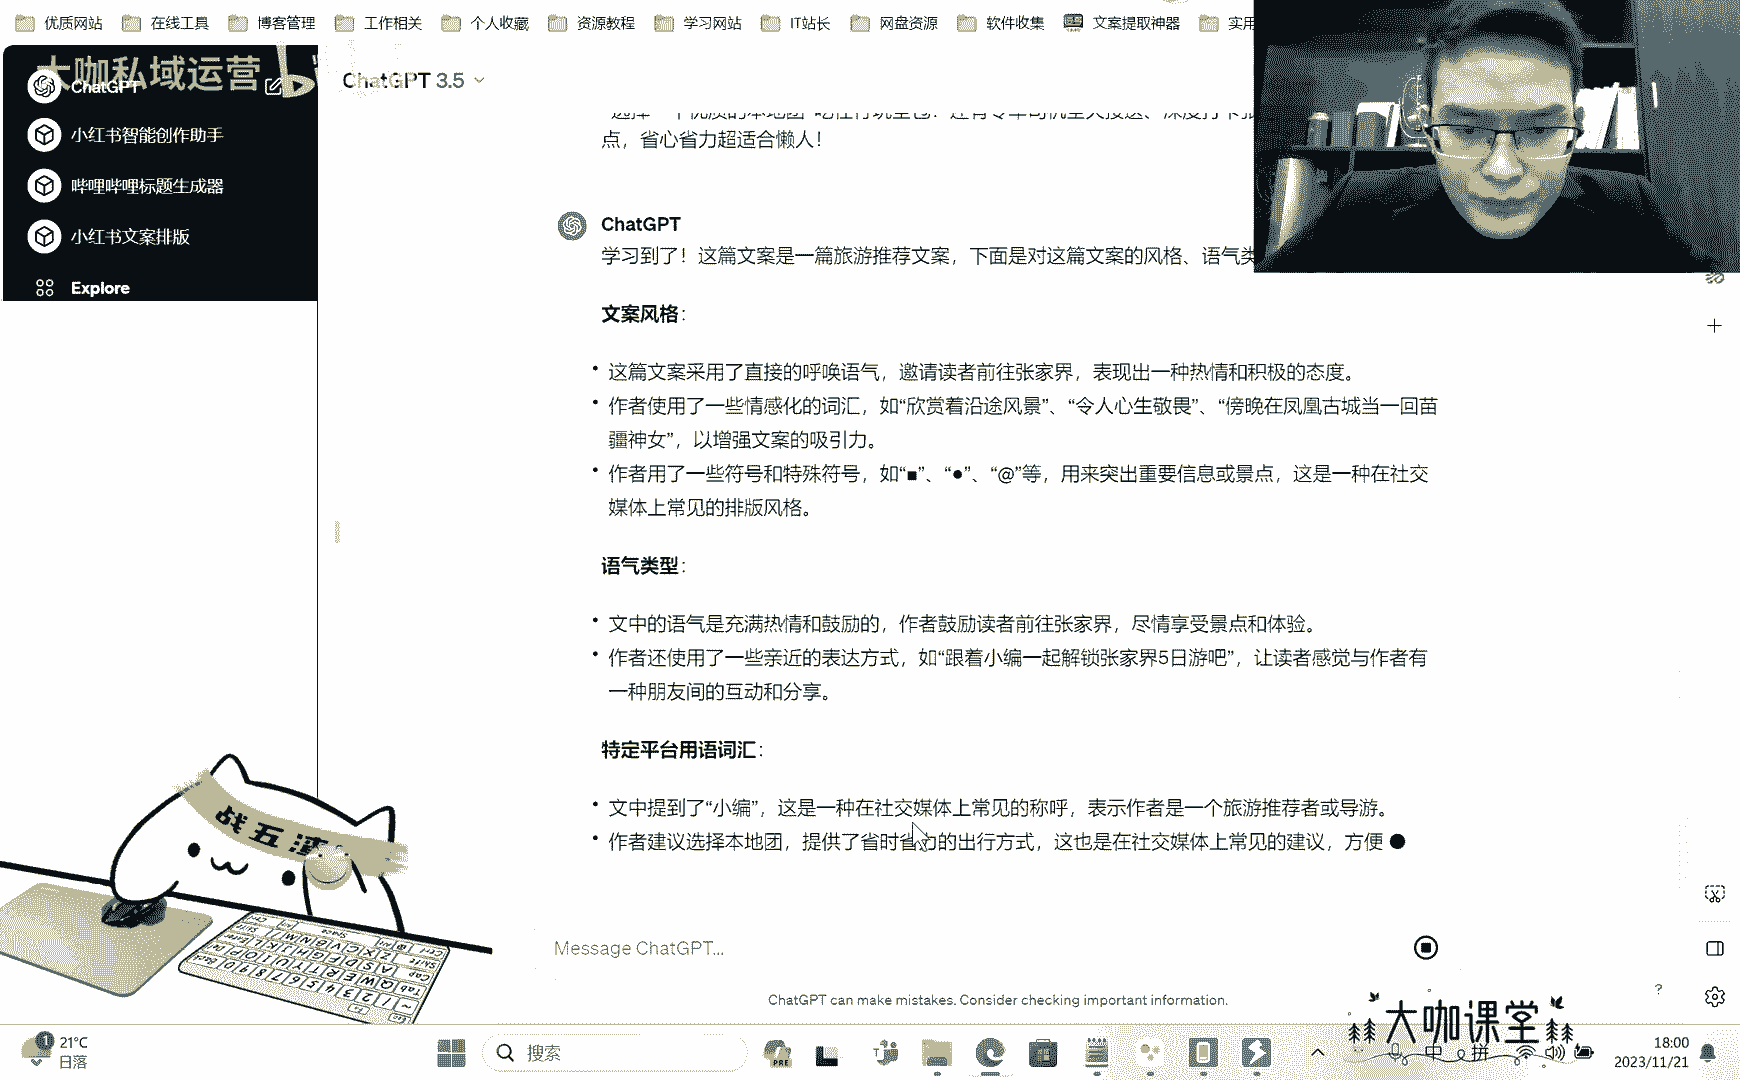 优质网站 在线工具 博客管理 工作相关 个人收藏 资源教程 学习网站 IT站长 网盘资源 软件收集 文案提取神器 实用
大咖私域运营
ChatGPT
ChatGPT 3.5
小红书智能创作助手
哔哩哔哩标题生成器
小红书文案排版
Explore
点，省心省力超适合懒人！
ChatGPT
学习到了！这篇文案是一篇旅游推荐文案，下面是对这篇文案的风格、语气类
文案风格：
• 这篇文案采用了直接的呼唤语气，邀请读者前往张家界，表现出一种热情和积极的态度。
• 作者使用了一些情感化的词汇，如“欣赏着沿途风景”、“令人心生敬畏”、“傍晚在凤凰古城当一回苗
疆神女”，以增强文案的吸引力。
• 作者用了一些符号和特殊符号，如“■”、“●”、“@”等，用来突出重要信息或景点，这是一种在社交
媒体上常见的排版风格。
语气类型：
• 文中的语气是充满热情和鼓励的，作者鼓励读者前往张家界，尽情享受景点和体验。
• 作者还使用了一些亲近的表达方式，如“跟着小编一起解锁张家界5日游吧”，让读者感觉与作者有
一种朋友间的互动和分享。
特定平台用语词汇：
• 文中提到了“小编”，这是一种在社交媒体上常见的称呼，表示作者是一个旅游推荐者或导游。
• 作者建议选择本地团，提供了省时省力的出行方式，这也是在社交媒体上常见的建议，方便
战五渣
Message ChatGPT...
ChatGPT can make mistakes. Consider checking important information.
?
大咖课堂
1
21°C
日落
搜索
PRE
中
拼
18:00
2023/11/21